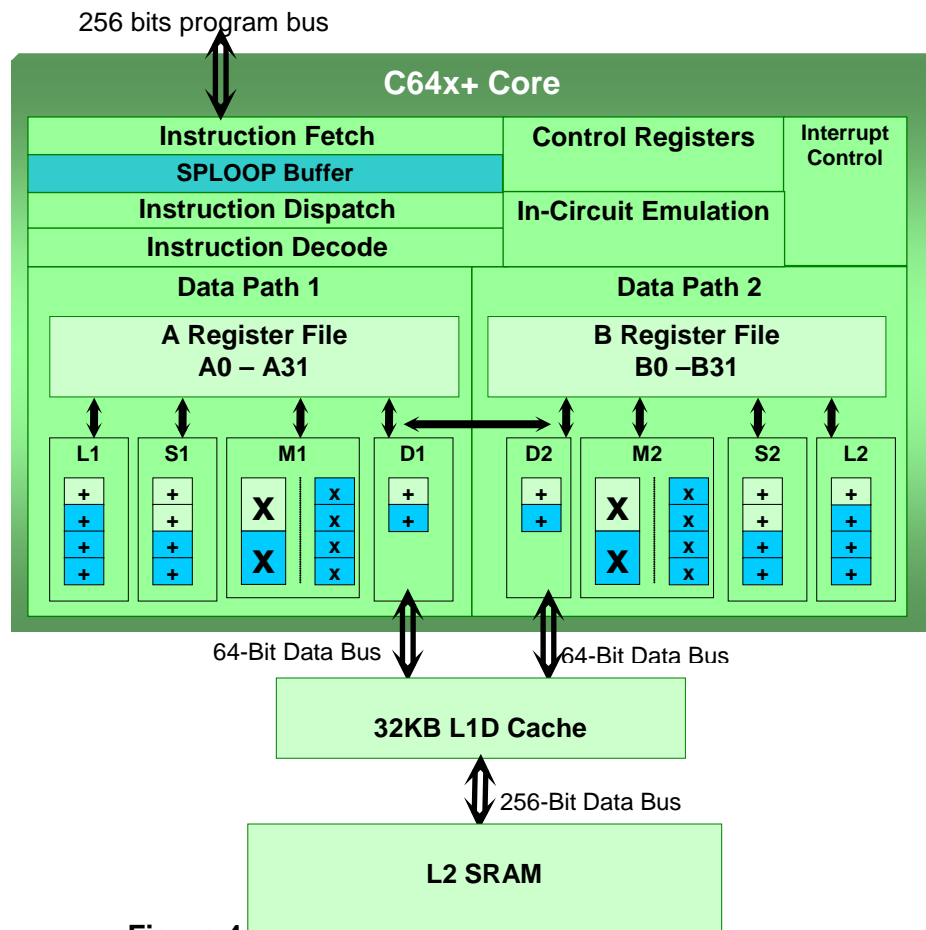 256 bits program bus
C64x+ Core
Instruction Fetch
SPLOOP Buffer
Instruction Dispatch
Instruction Decode
Control Registers
In-Circuit Emulation
Interrupt
Control
Data Path 1
A Register File
A0 – A31
Data Path 2
B Register File
B0 –B31
L1
+
+
+
+
S1
+
+
+
+
M1
X
X
x
x
x
x
D1
+
+
D2
+
+
M2
X
X
x
x
x
x
S2
+
+
+
+
L2
+
+
+
+
64-Bit Data Bus
64-Bit Data Bus
32KB L1D Cache
256-Bit Data Bus
L2 SRAM
Figure 4